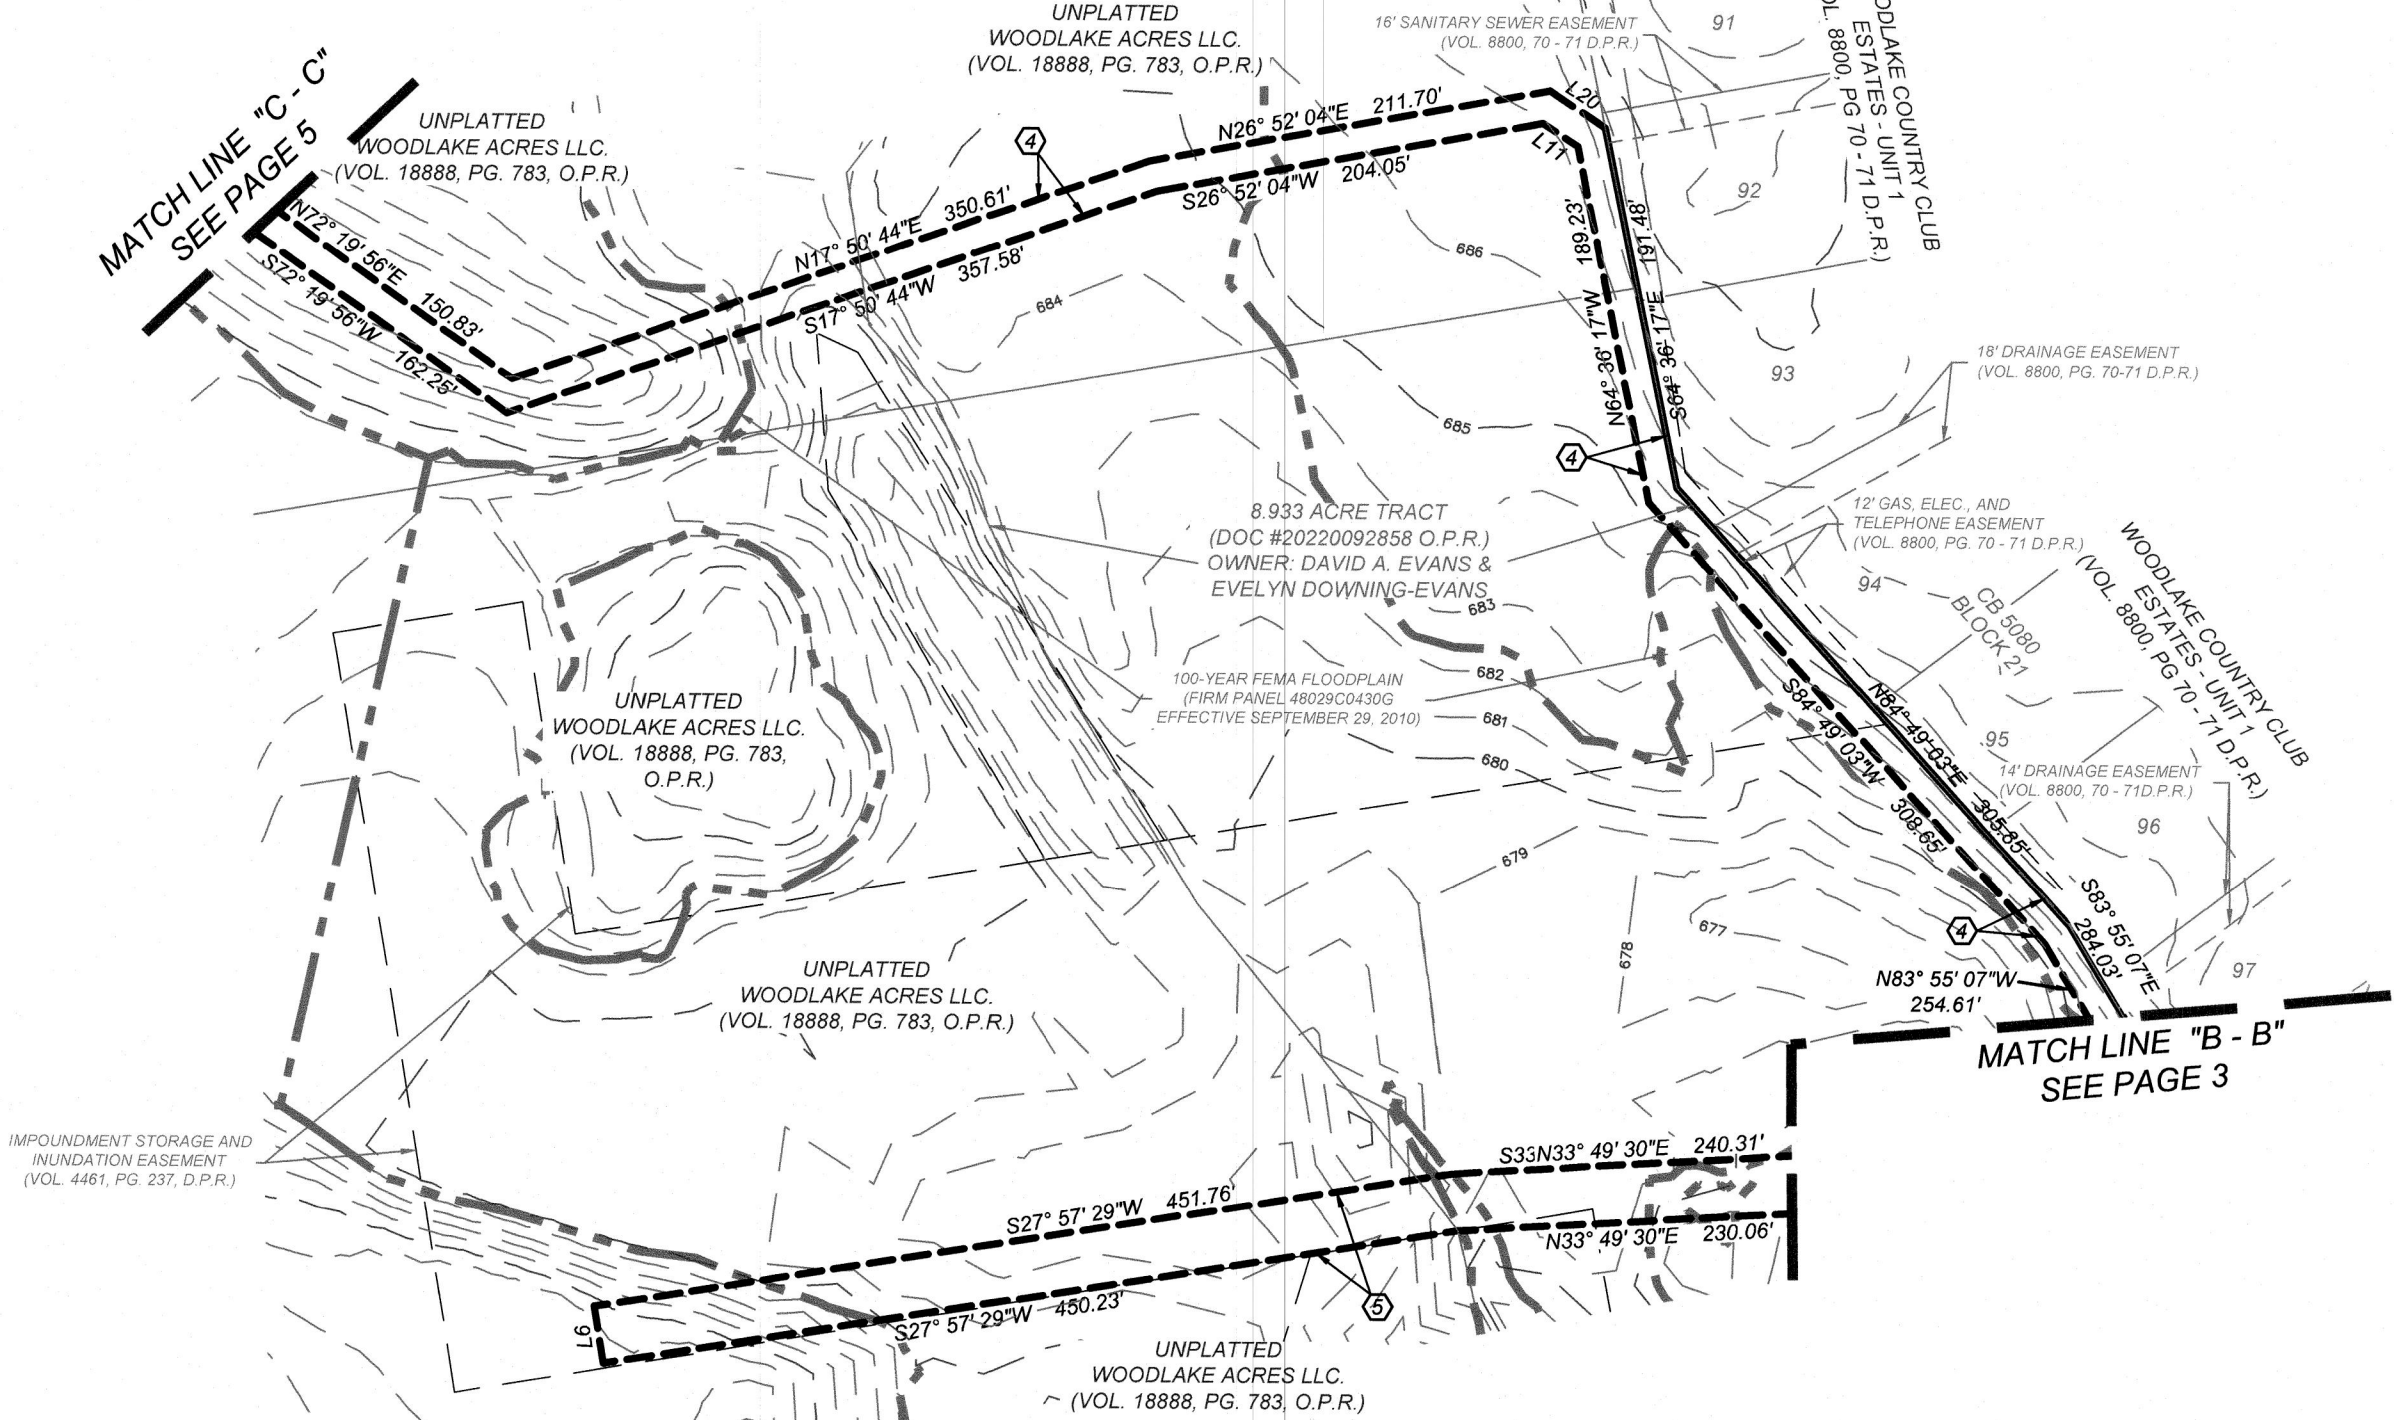 UNPLATTED
WOODLAKE ACRES LLC.
(VOL. 18888, PG. 783, O.P.R.)
16' SANITARY SEWER EASEMENT
(VOL. 8800, 70 - 71 D.P.R.)
91
ESTATES - UNIT 1
8800, PG 70 - 71 D.P.R.)
COUNTRY CLUB
MATCH LINE "C - C"
SEE PAGE 5
UNPLATTED
WOODLAKE ACRES LLC.
(VOL. 18888, PG. 783, O.P.R.)
4
N26° 52' 04"E 211.70'
L20
L11
S26° 52' 04"W 204.05'
92
N72° 19' 56"E 150.83'
S72° 19' 56"W 162.25'
N17° 50' 44"E 350.61'
S17° 50' 44"W 357.58'
684
686
N64° 36' 17"W 189.23'
S64° 36' 17"E 191.48'
93
18' DRAINAGE EASEMENT
(VOL. 8800, PG. 70-71 D.P.R.)
685
4
8.933 ACRE TRACT
(DOC #20220092858 O.P.R.)
OWNER: DAVID A. EVANS &
EVELYN DOWNING-EVANS
12' GAS, ELEC., AND
TELEPHONE EASEMENT
(VOL. 8800, PG. 70 - 71 D.P.R.)
94
CB 5080
BLOCK 21
WOODLAKE COUNTRY CLUB
ESTATES - UNIT 1
(VOL. 8800, PG 70 - 71 D.P.R.)
683
682
681
680
100-YEAR FEMA FLOODPLAIN
(FIRM PANEL 48029C0430G
EFFECTIVE SEPTEMBER 29, 2010)
UNPLATTED
WOODLAKE ACRES LLC.
(VOL. 18888, PG. 783,
O.P.R.)
S84° 49' 03"W 308.65'
N84° 49' 03"E 305.85'
95
14' DRAINAGE EASEMENT
(VOL. 8800, 70 - 71D.P.R.)
96
679
678
677
4
S83° 55' 07"E
284.03'
97
N83° 55' 07"W
254.61'
UNPLATTED
WOODLAKE ACRES LLC.
(VOL. 18888, PG. 783, O.P.R.)
MATCH LINE "B - B"
SEE PAGE 3
IMPOUNDMENT STORAGE AND
INUNDATION EASEMENT
(VOL. 4461, PG. 237, D.P.R.)
S33N33° 49' 30"E 240.31'
S27° 57' 29"W 451.76'
N33° 49' 30"E 230.06'
L6
S27° 57' 29"W 450.23'
5
UNPLATTED
WOODLAKE ACRES LLC.
(VOL. 18888, PG. 783, O.P.R.)